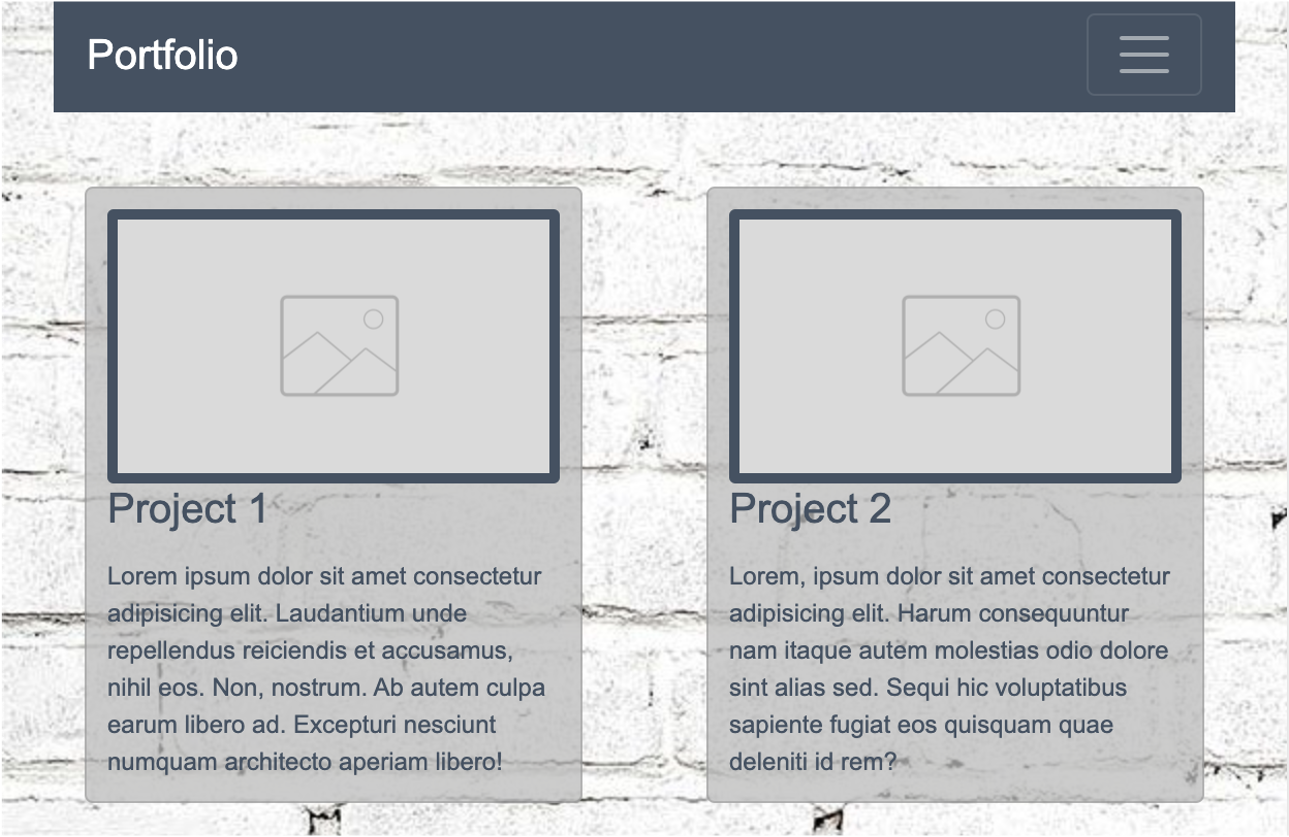 Portfolio
Project 1
Lorem ipsum dolor sit amet consectetur
adipisicing elit. Laudantium unde
repellendus reiciendis et accusamus,
nihil eos. Non, nostrum. Ab autem culpa
earum libero ad. Excepturi nesciunt
numquam architecto aperiam libero!
Project 2
Lorem, ipsum dolor sit amet consectetur
adipisicing elit. Harum consequuntur
nam itaque autem molestias odio dolore
sint alias sed. Sequi hic voluptatibus
sapiente fugiat eos quisquam quae
deleniti id rem?